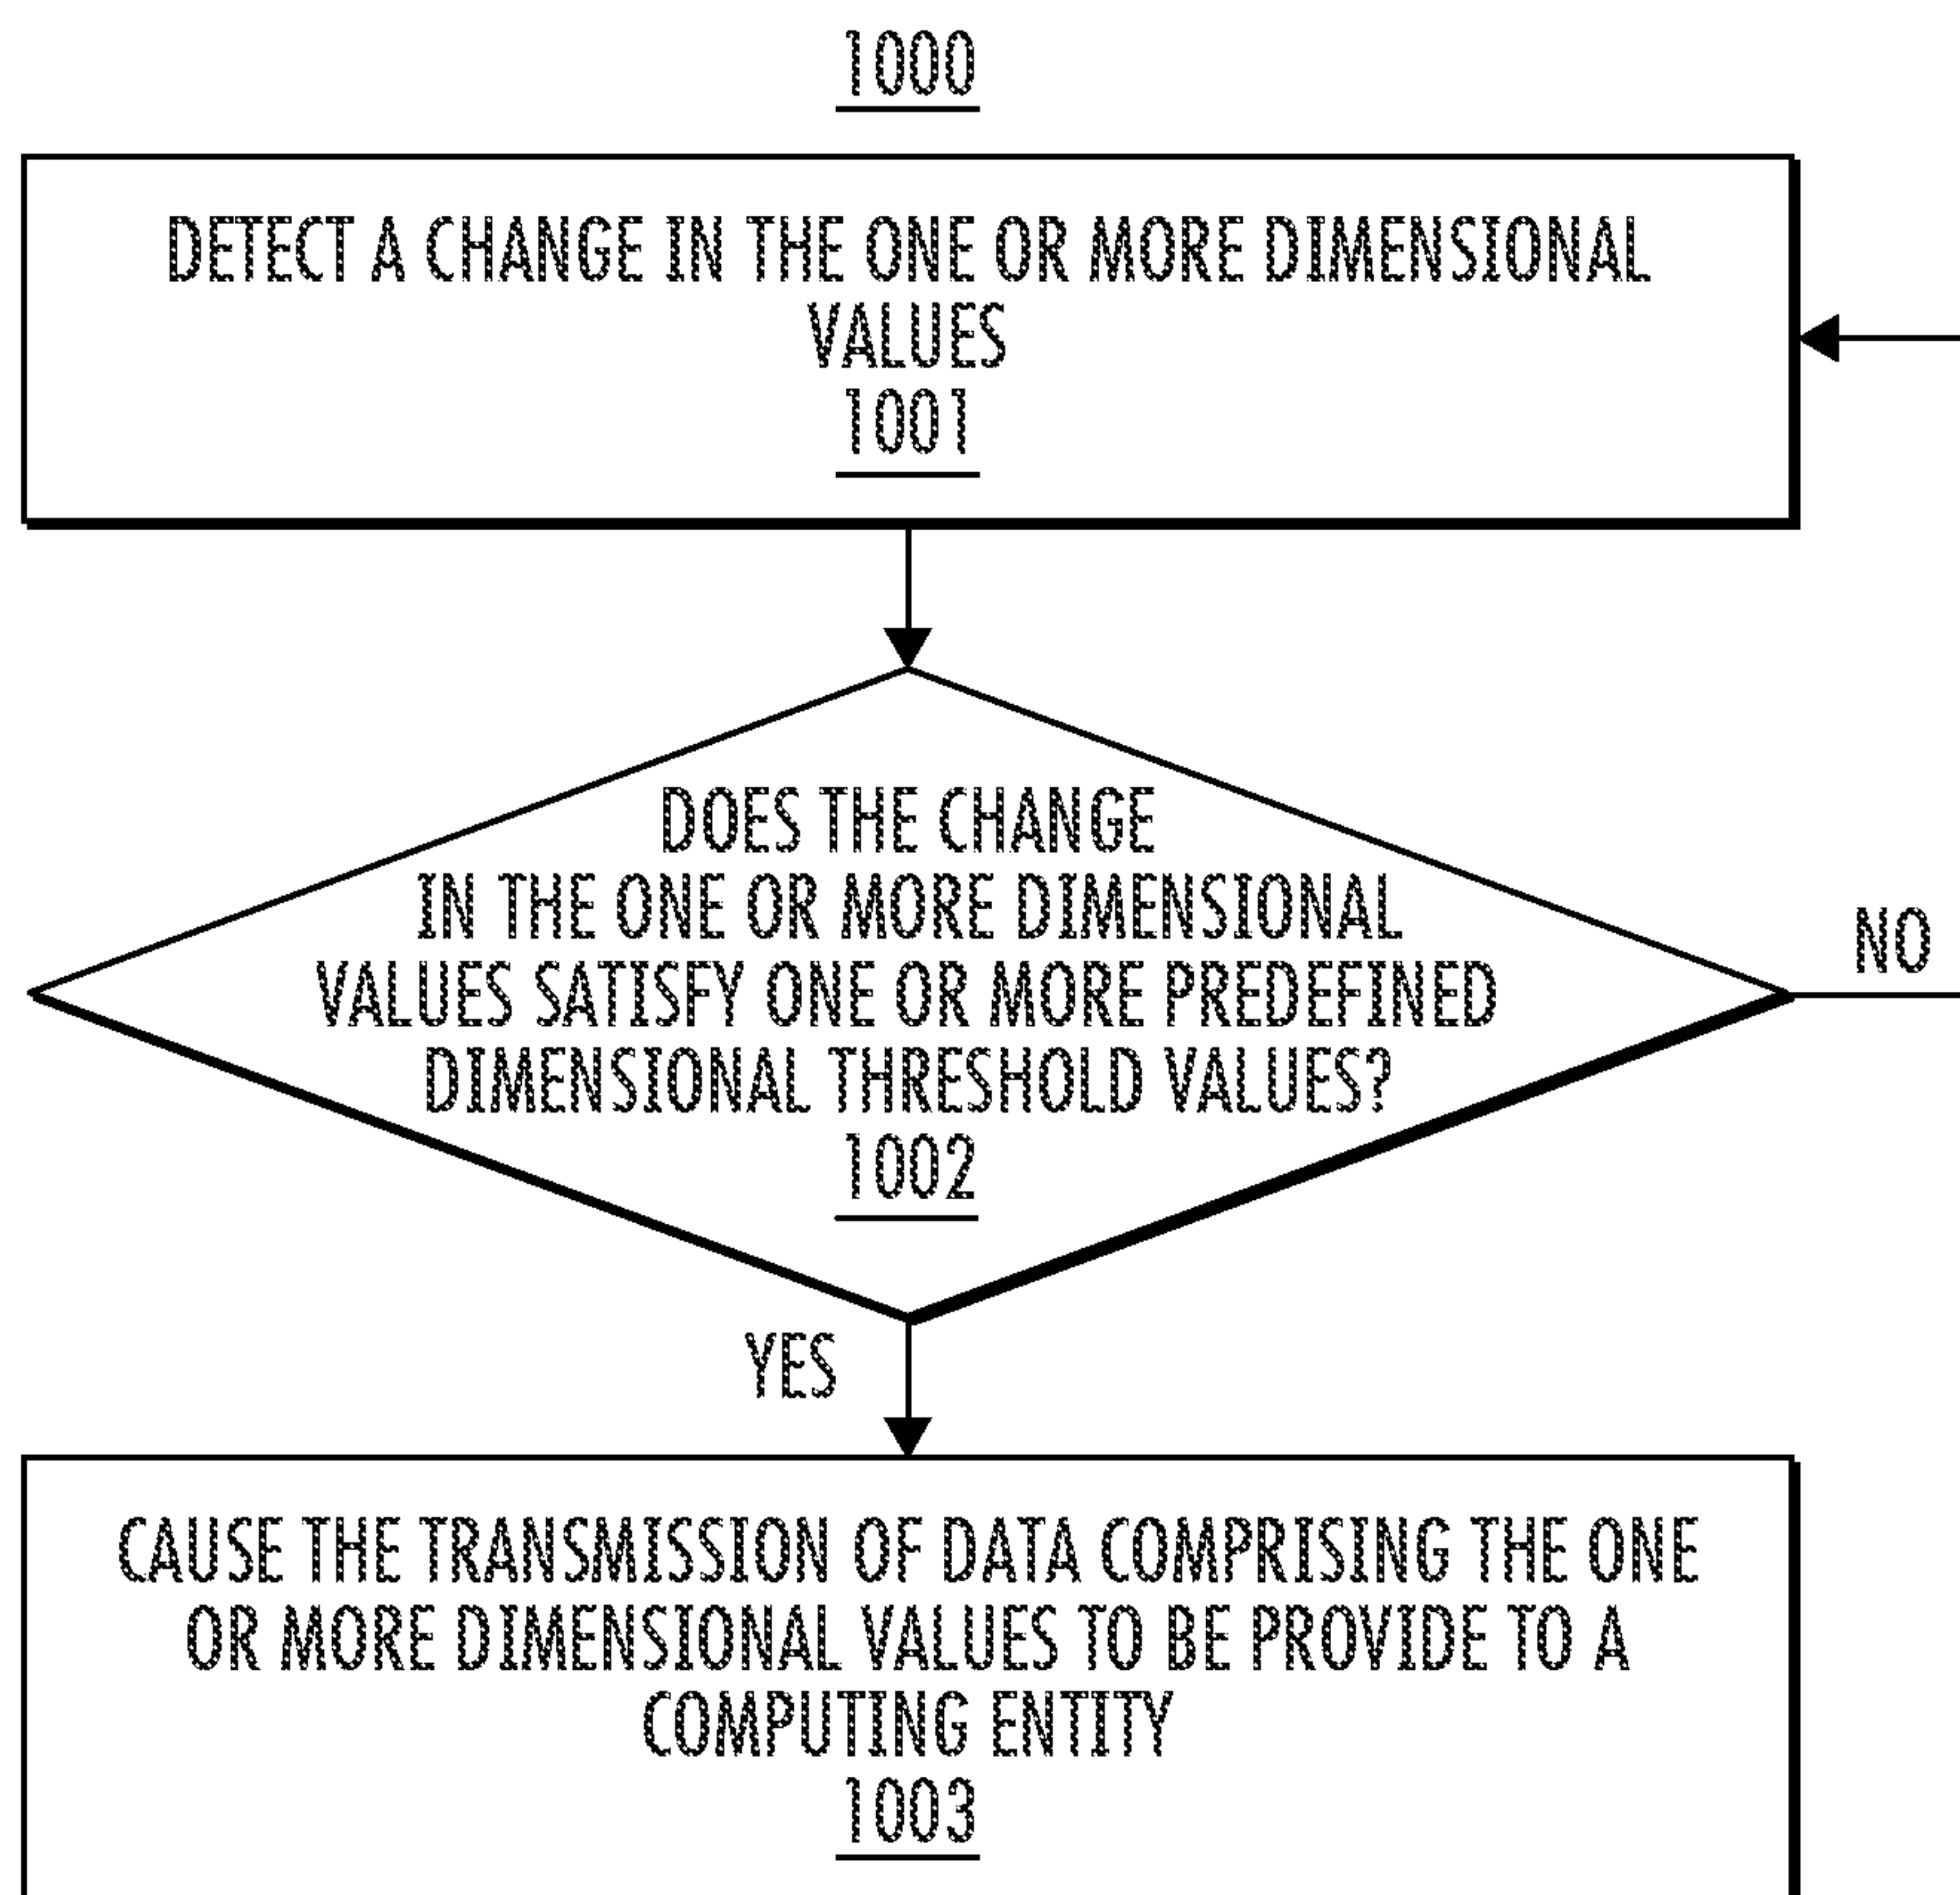 1000
DETECT A CHANGE IN THE ONE OR MORE DIMENSIONAL
VALUES
1001
DOES THE CHANGE
IN THE ONE OR MORE DIMENSIONAL
VALUES SATISFY ONE OR MORE PREDEFINED
DIMENSIONAL THRESHOLD VALUES?
1002
NO
YES
CAUSE THE TRANSMISSION OF DATA COMPRISING THE ONE
OR MORE DIMENSIONAL VALUES TO BE PROVIDE TO A
COMPUTING ENTITY
1003